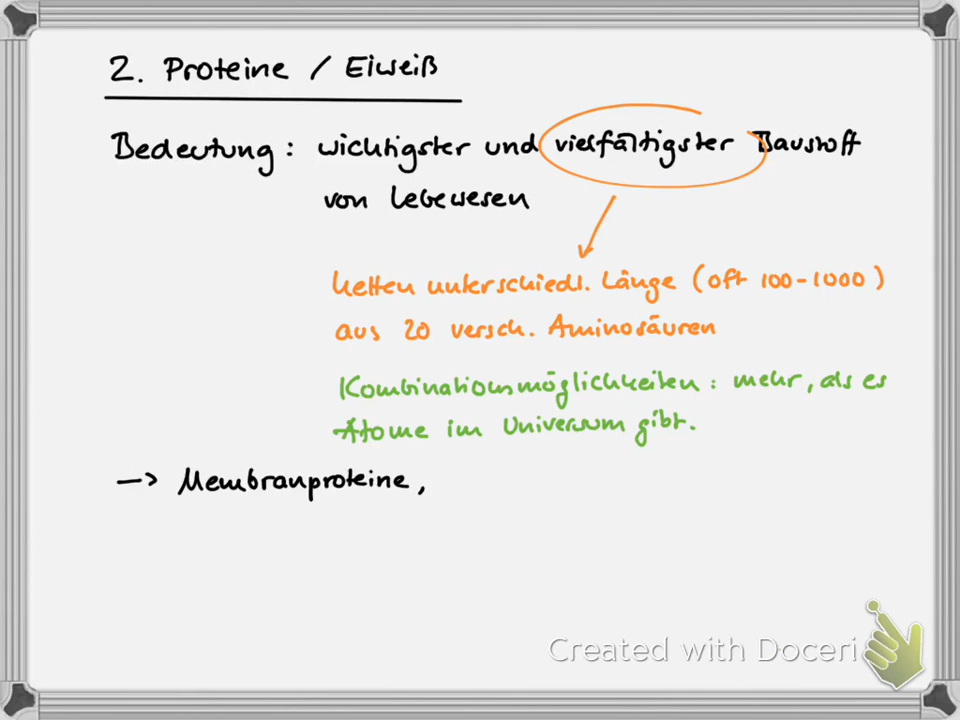 2. Proteine / Eiweiß
Bedeutung: wichtigster und vielfältigster Baustoff
von Lebewesen
Ketten unterschiedl. Länge (oft 100-1000)
aus 20 versch. Aminosäuren
Kombinationsmöglichkeiten: mehr, als es
Atome im Universum gibt.
—> Membranproteine,
Created with Doceri